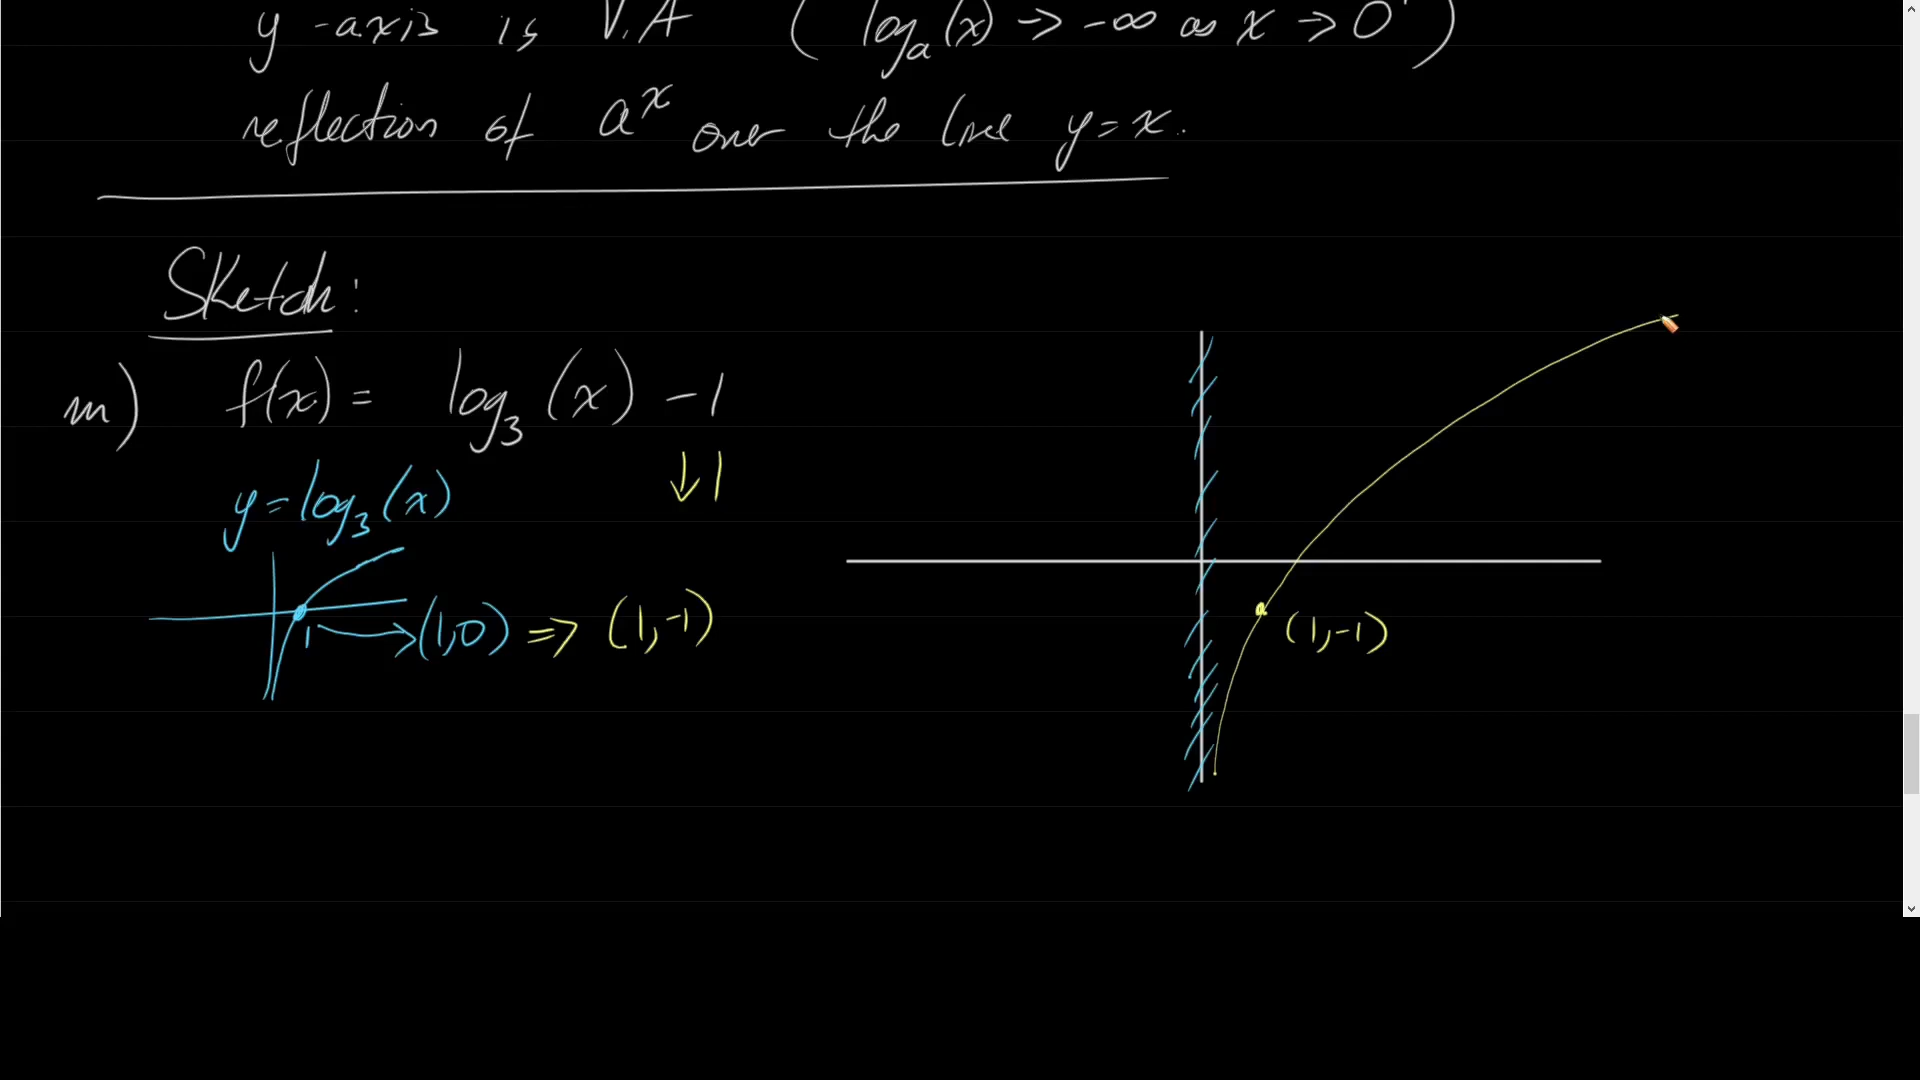 y-axis is V.A (log_a(x) → -∞ as x → 0⁺)
reflection of a^x over the line y=x.
Sketch:
m) f(x) = log_3(x) - 1
↓1
y = log_3(x)
1 → (1,0) ⇒ (1,-1)
(1,-1)